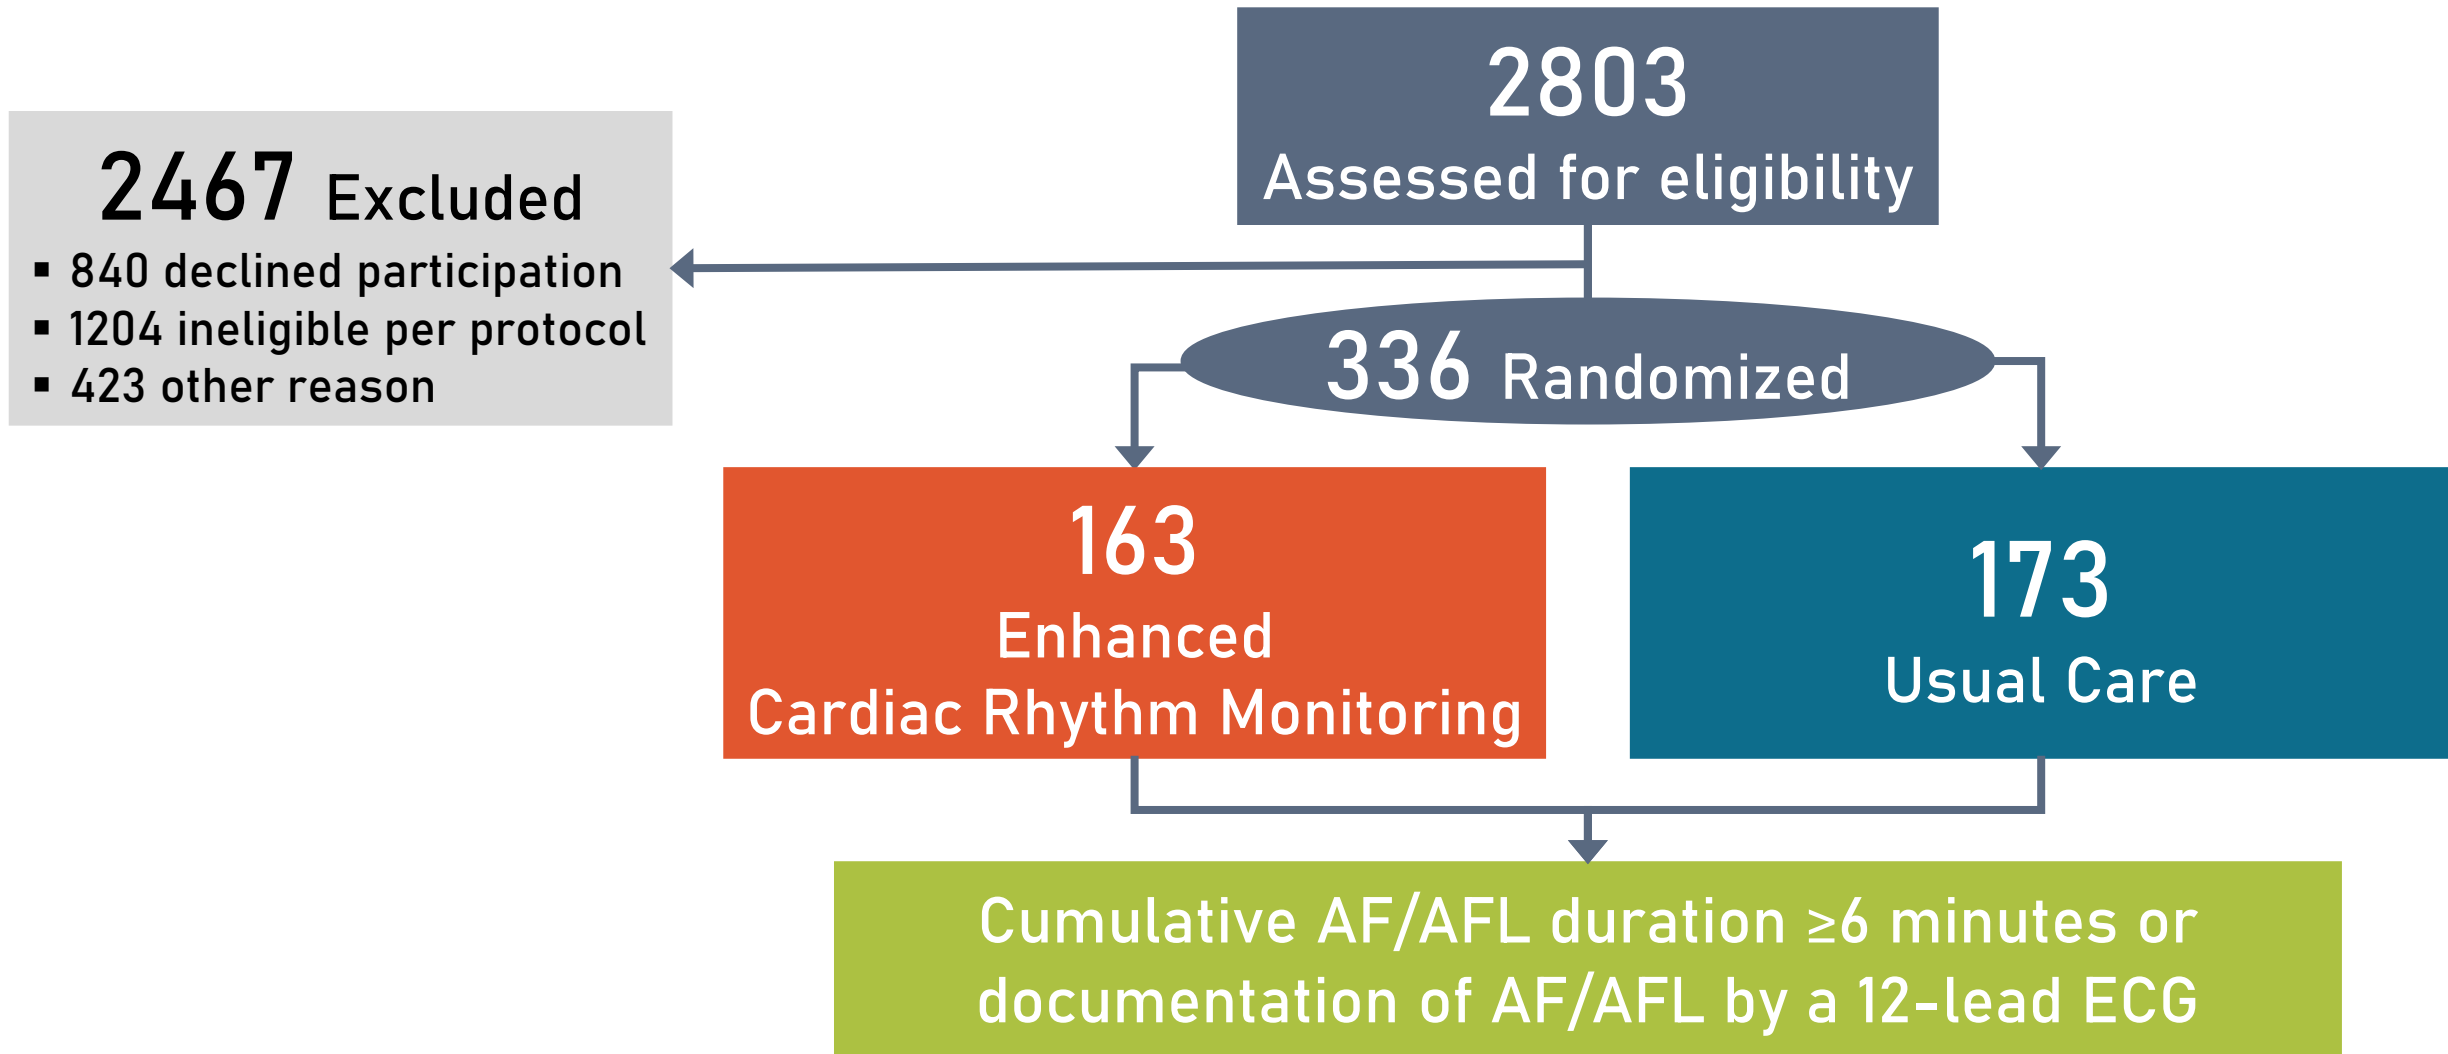 2803
Assessed for eligibility
2467 Excluded
▪ 840 declined participation
▪ 1204 ineligible per protocol
▪ 423 other reason
336 Randomized
163
Enhanced
Cardiac Rhythm Monitoring
173
Usual Care
Cumulative AF/AFL duration ≥6 minutes or
documentation of AF/AFL by a 12-lead ECG